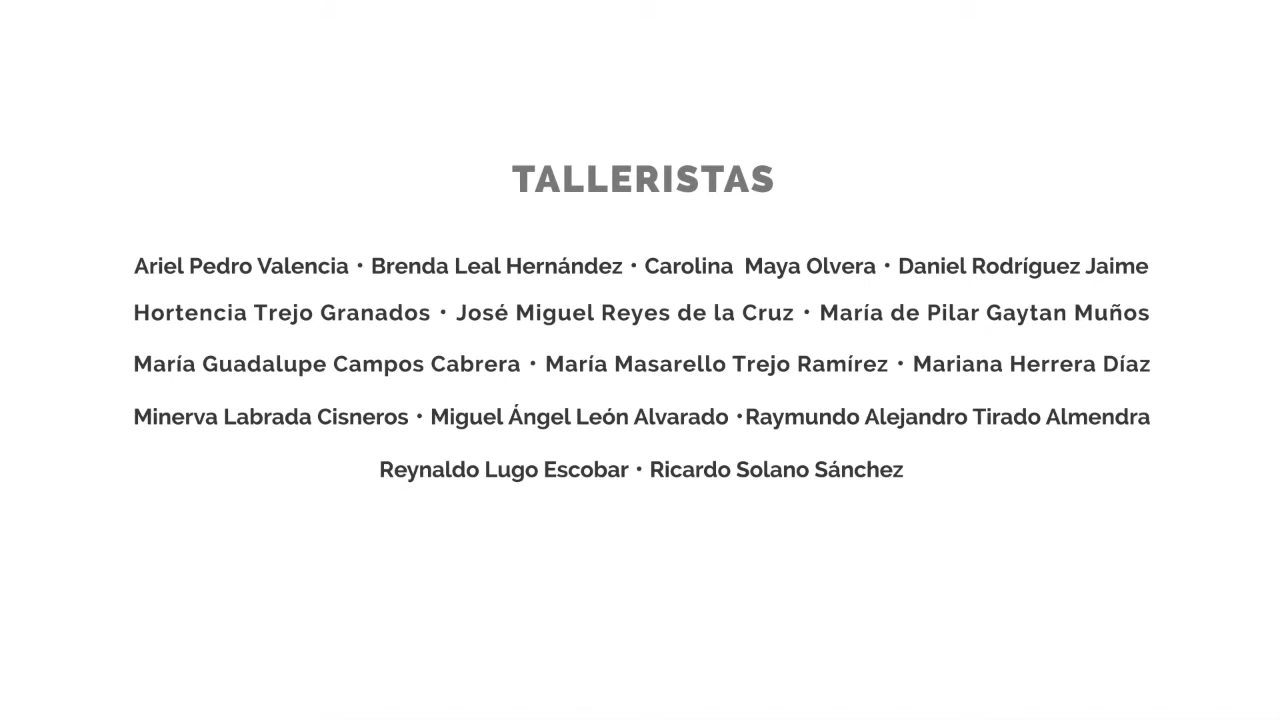 TALLERISTAS
Ariel Pedro Valencia • Brenda Leal Hernández • Carolina  Maya Olvera • Daniel Rodríguez Jaime
Hortencia Trejo Granados • José Miguel Reyes de la Cruz • María de Pilar Gaytan Muños
María Guadalupe Campos Cabrera • María Masarello Trejo Ramírez • Mariana Herrera Díaz
Minerva Labrada Cisneros • Miguel Ángel León Alvarado •Raymundo Alejandro Tirado Almendra
Reynaldo Lugo Escobar • Ricardo Solano Sánchez